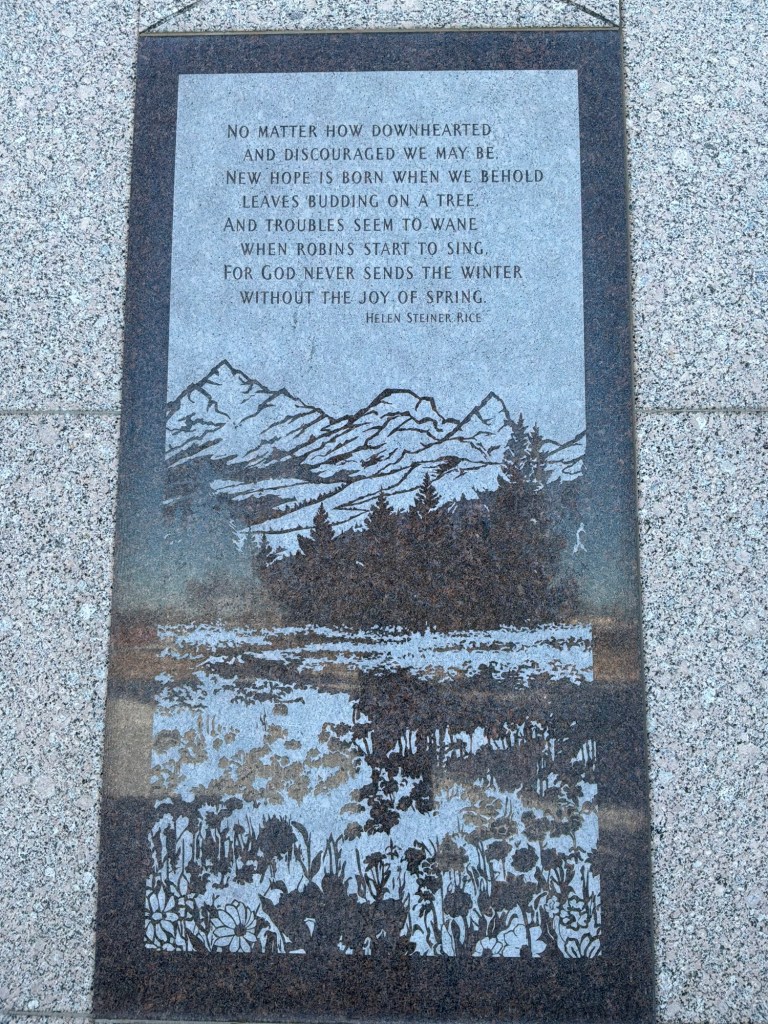 NO MATTER HOW DOWNHEARTED
AND DISCOURAGED WE MAY BE,
NEW HOPE IS BORN WHEN WE BEHOLD
LEAVES BUDDING ON A TREE,
AND TROUBLES SEEM TO WANE
WHEN ROBINS START TO SING,
FOR GOD NEVER SENDS THE WINTER
WITHOUT THE JOY OF SPRING.
HELEN STEINER RICE